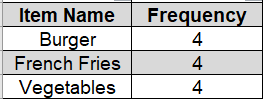 Item Name Frequency
Burger 4
French Fries 4
Vegetables 4